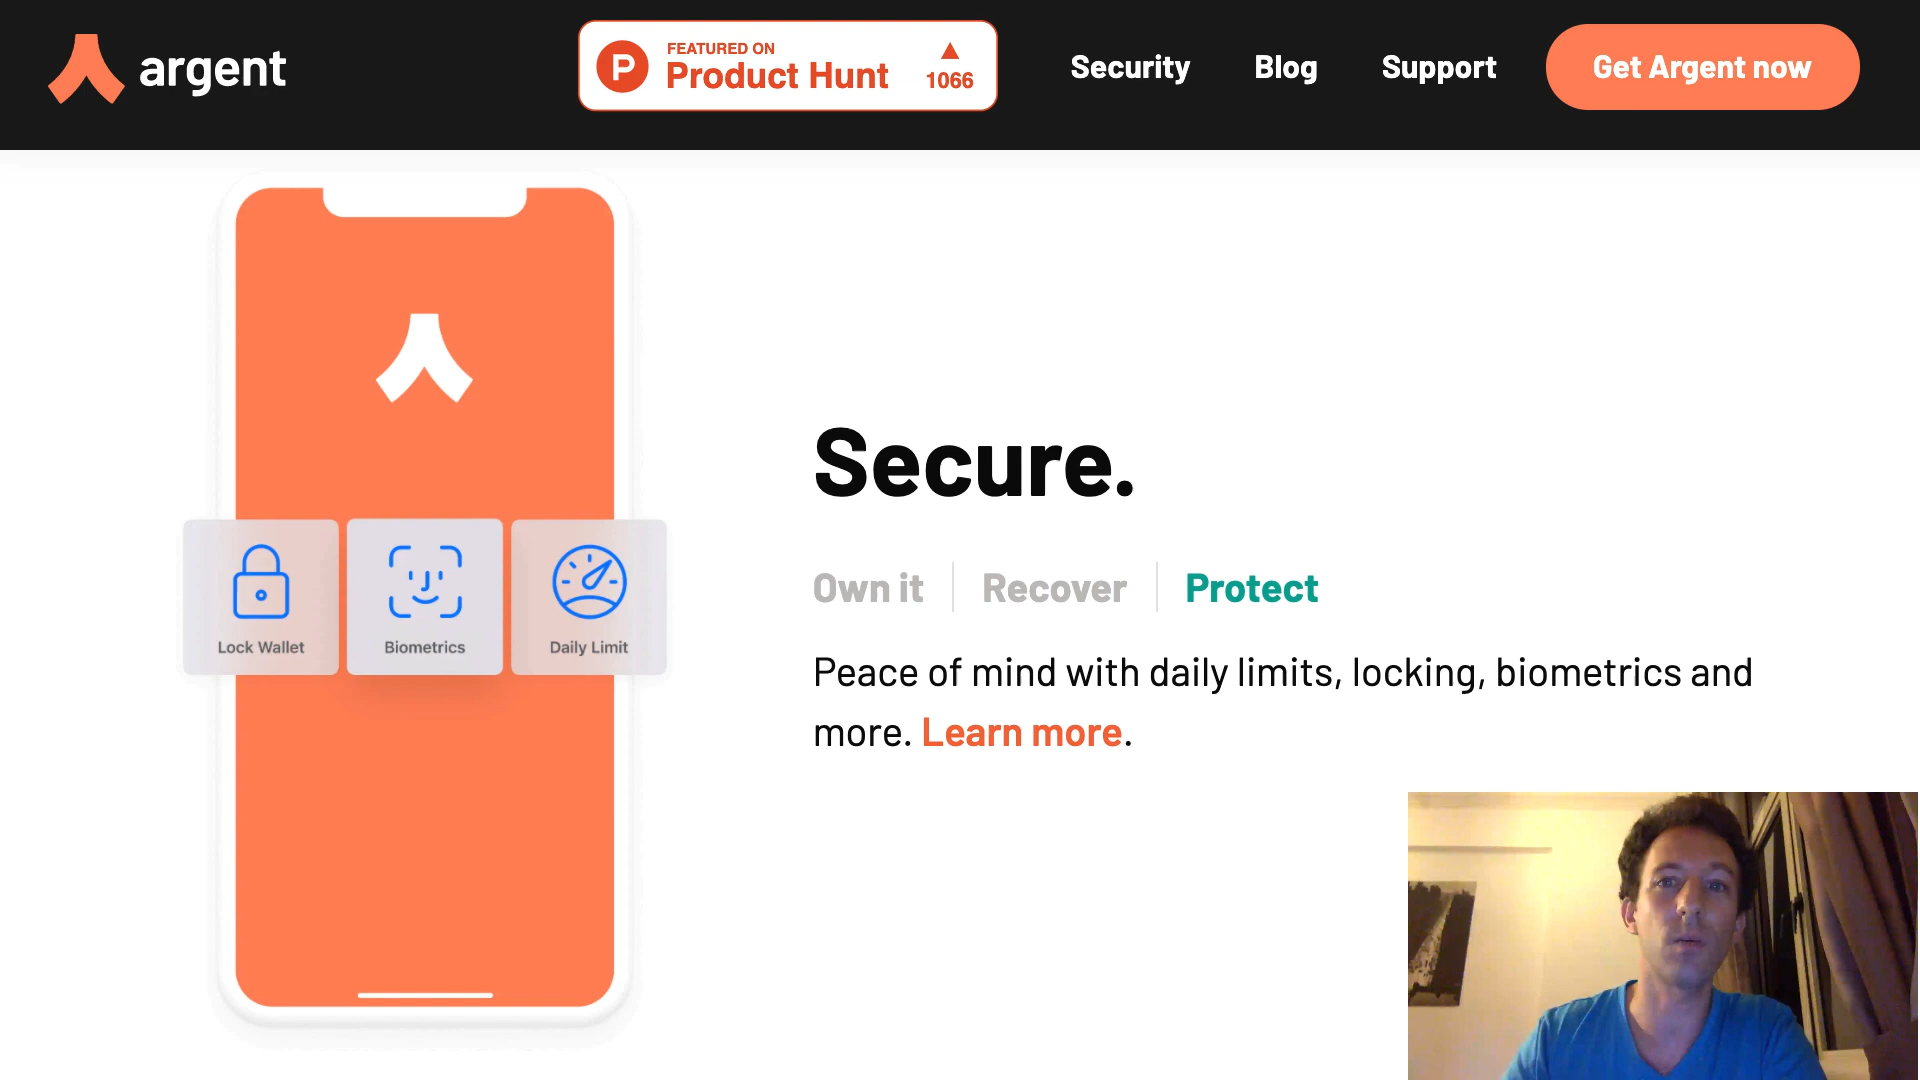 argent
FEATURED ON
Product Hunt
1066
Security
Blog
Support
Get Argent now
Lock Wallet
Biometrics
Daily Limit
Secure.
Own it
Recover
Protect
Peace of mind with daily limits, locking, biometrics and
more. Learn more.